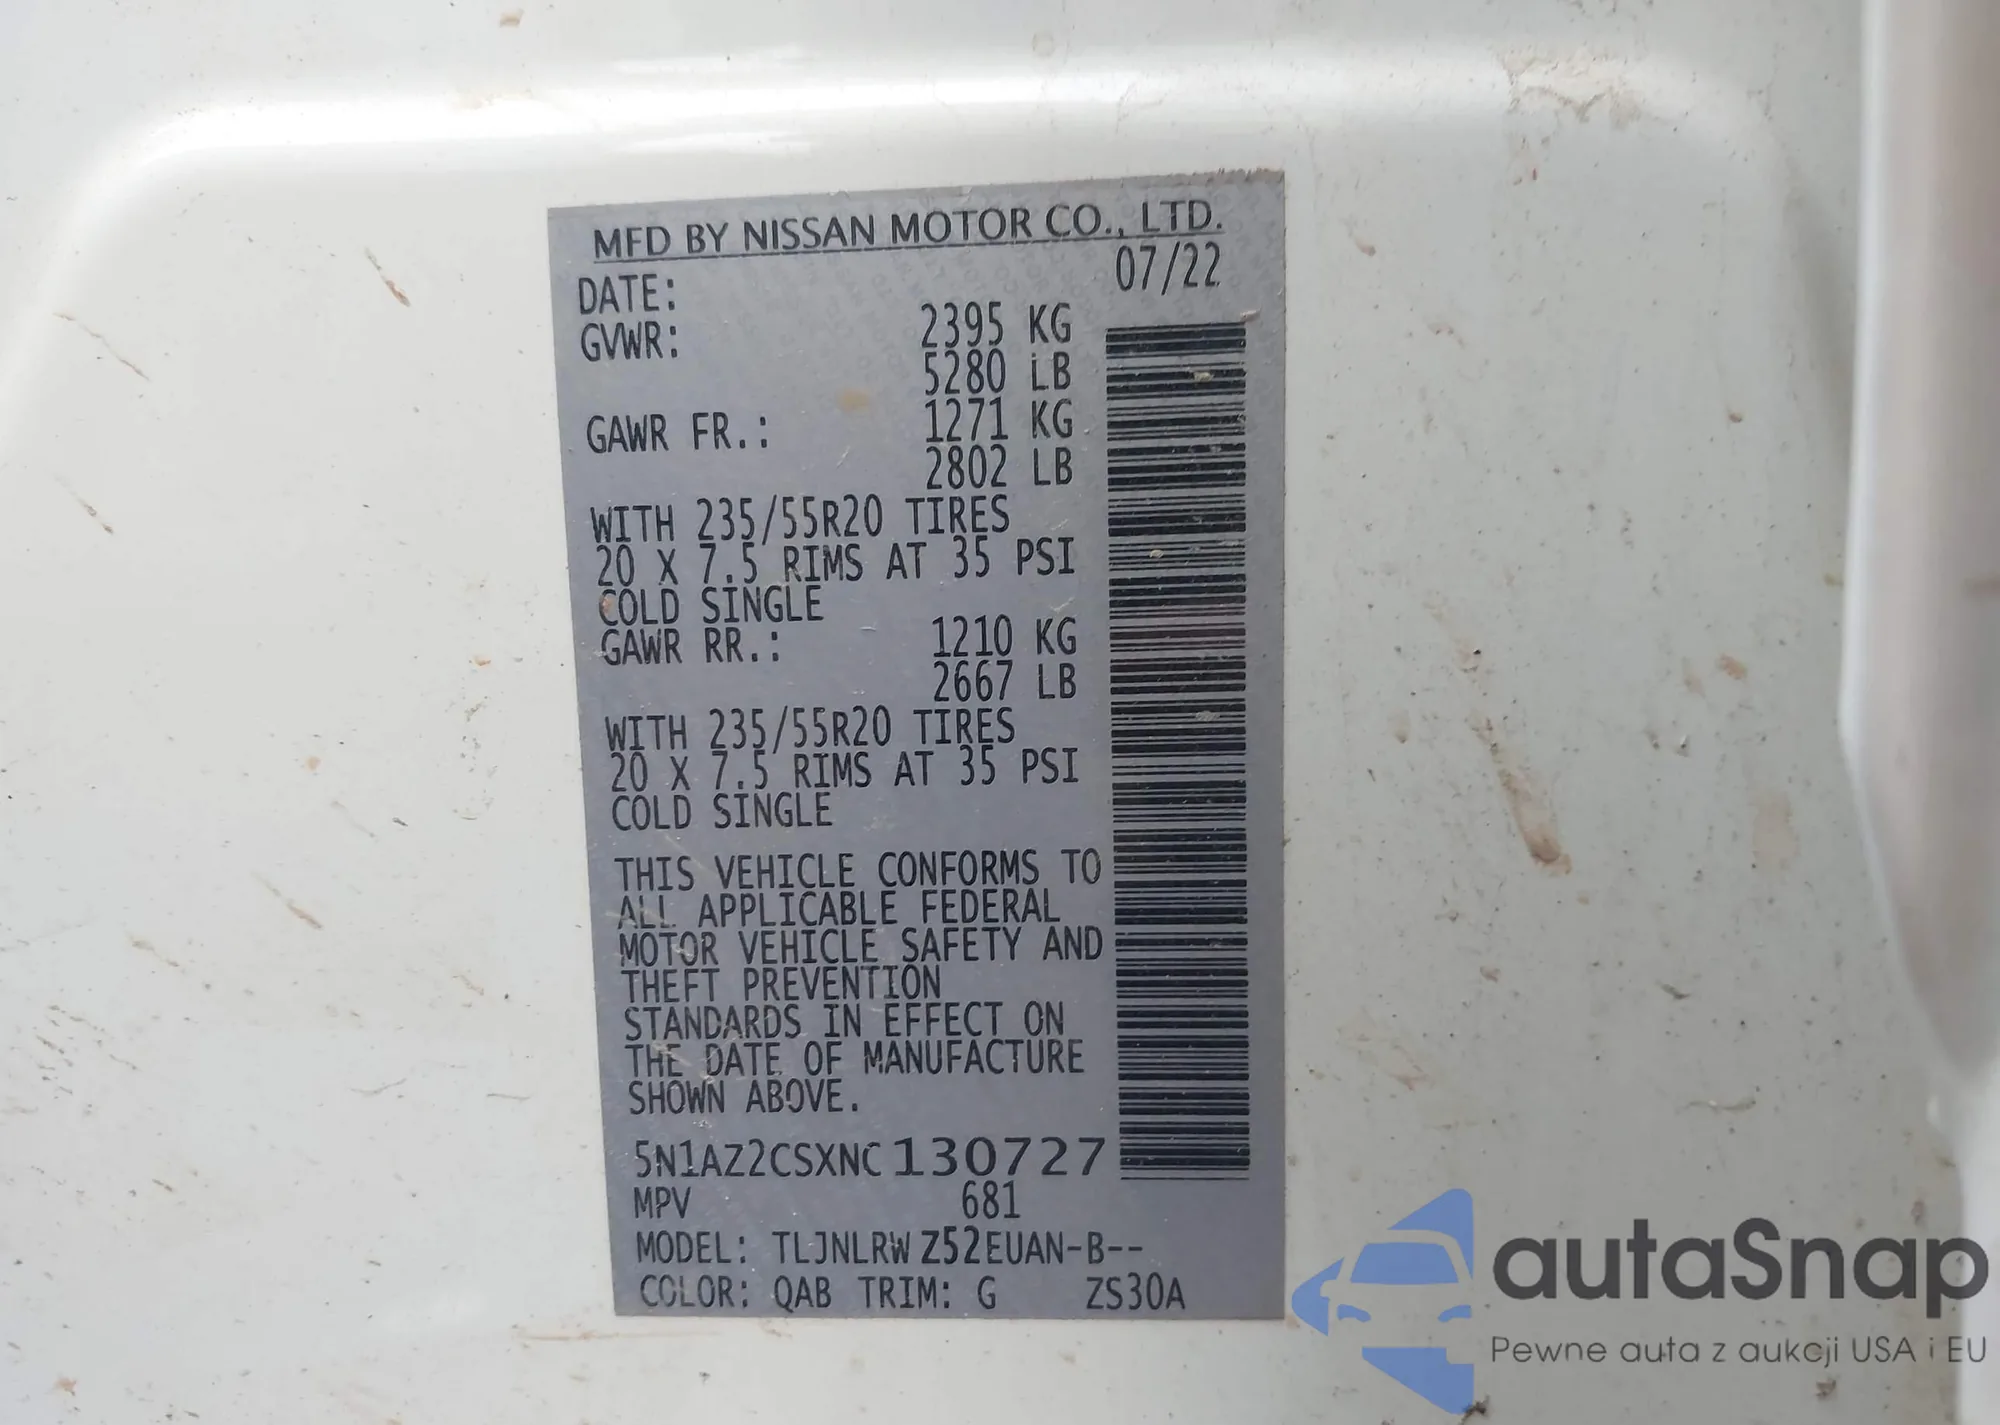 MFD BY NISSAN MOTOR CO., LTD.
DATE: 07/22
GVWR: 2395 KG
5280 LB
GAWR FR.: 1271 KG
2802 LB
WITH 235/55R20 TIRES
20 X 7.5 RIMS AT 35 PSI
COLD SINGLE
GAWR RR.: 1210 KG
2667 LB
WITH 235/55R20 TIRES
20 X 7.5 RIMS AT 35 PSI
COLD SINGLE
THIS VEHICLE CONFORMS TO
ALL APPLICABLE FEDERAL
MOTOR VEHICLE SAFETY AND
THEFT PREVENTION
STANDARDS IN EFFECT ON
THE DATE OF MANUFACTURE
SHOWN ABOVE.
5N1AZ2CSXNC130727
MPV 681
MODEL: TLJNLRW Z52EUAN-B--
COLOR: QAB TRIM: G ZS30A
autaSnap
Pewne auta z aukcji USA i EU